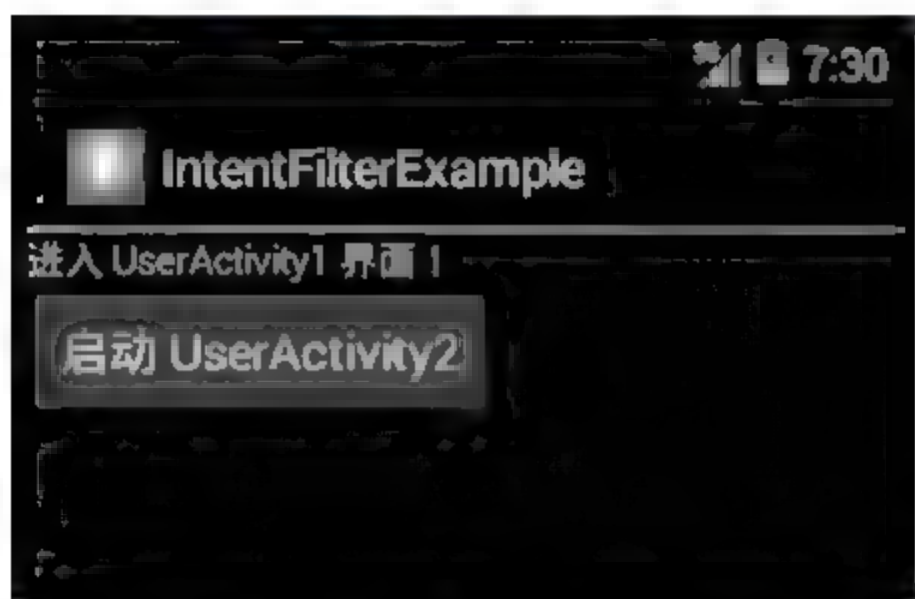 7:30
IntentFilterExample
进入 UserActivity1 界面 1
启动 UserActivity2